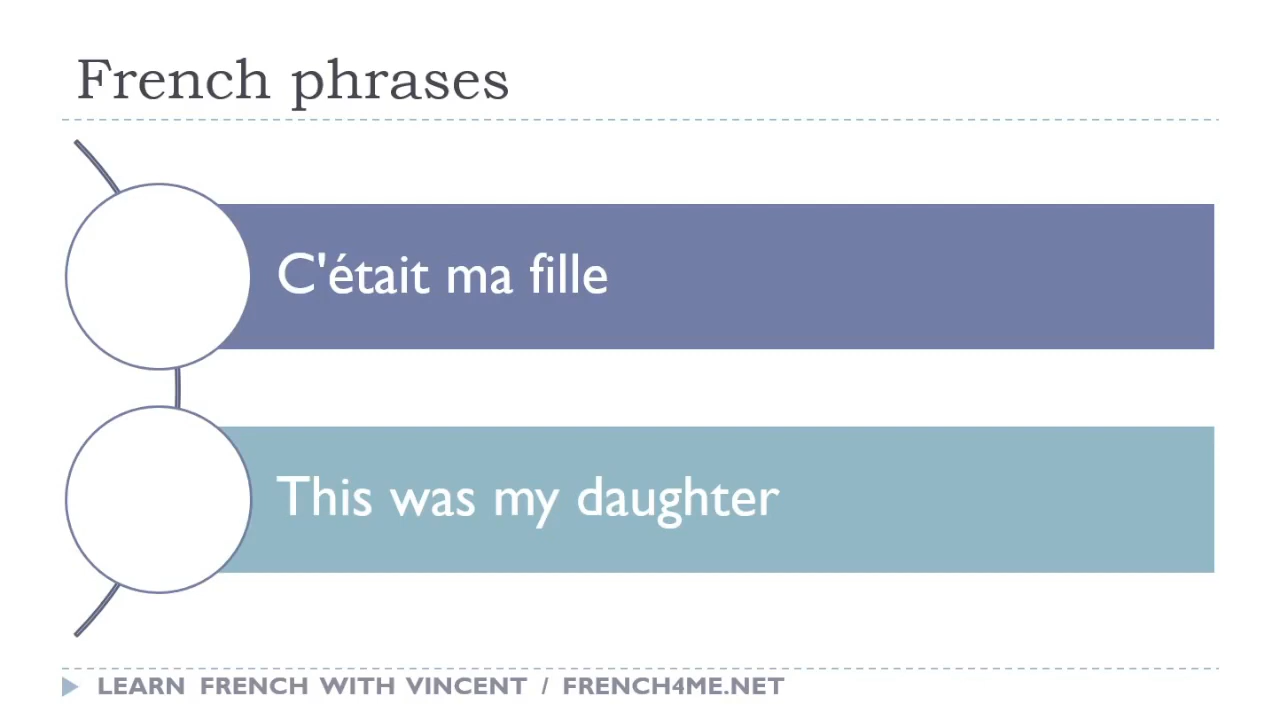 French phrases
C'était ma fille
This was my daughter
LEARN FRENCH WITH VINCENT / FRENCH4ME.NET